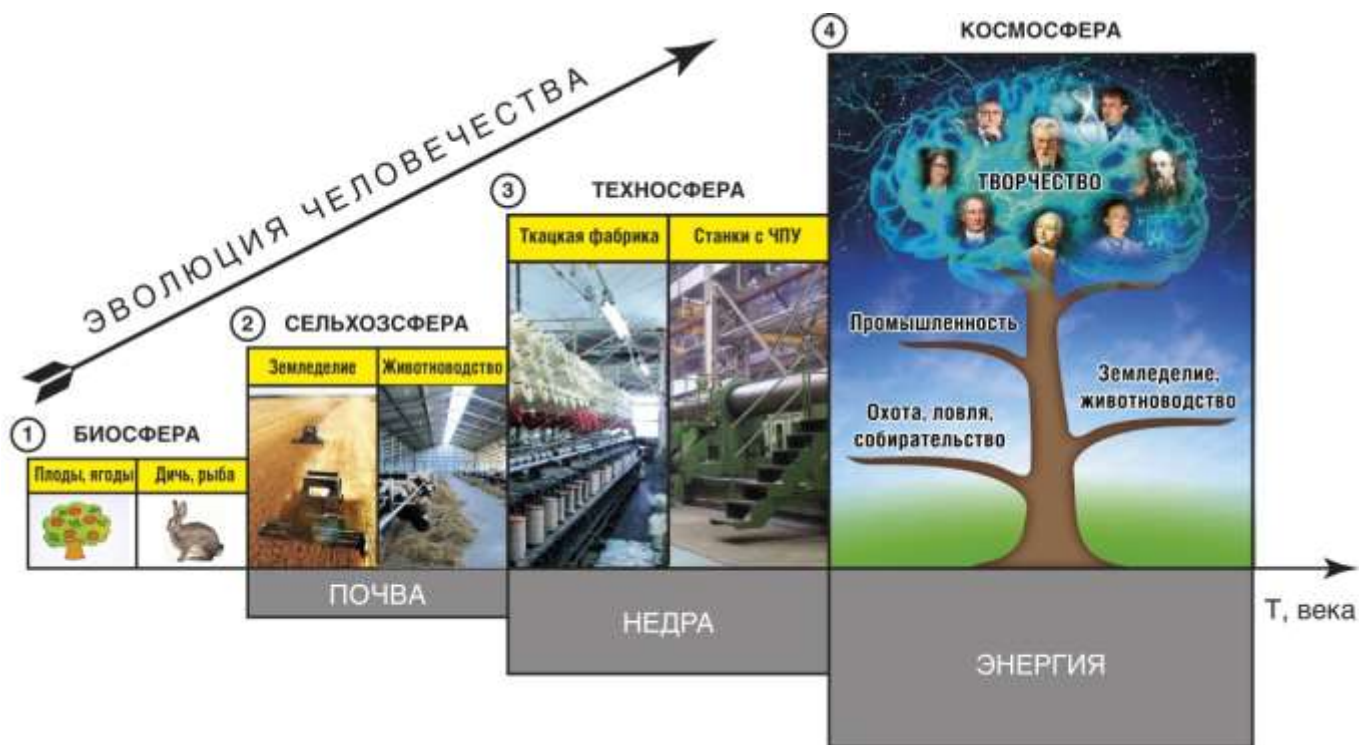 ④ КОСМОСФЕРА
ЭВОЛЮЦИЯ ЧЕЛОВЕЧЕСТВА
③ ТЕХНОСФЕРА
Ткацкая фабрика
Станки с ЧПУ
ТВОРЧЕСТВО
② СЕЛЬХОЗСФЕРА
Земледелие
Животноводство
Промышленность
Земледелие,
животноводство
Охота, ловля,
собирательство
① БИОСФЕРА
Плоды, ягоды
Дичь, рыба
ПОЧВА
НЕДРА
ЭНЕРГИЯ
Т, века